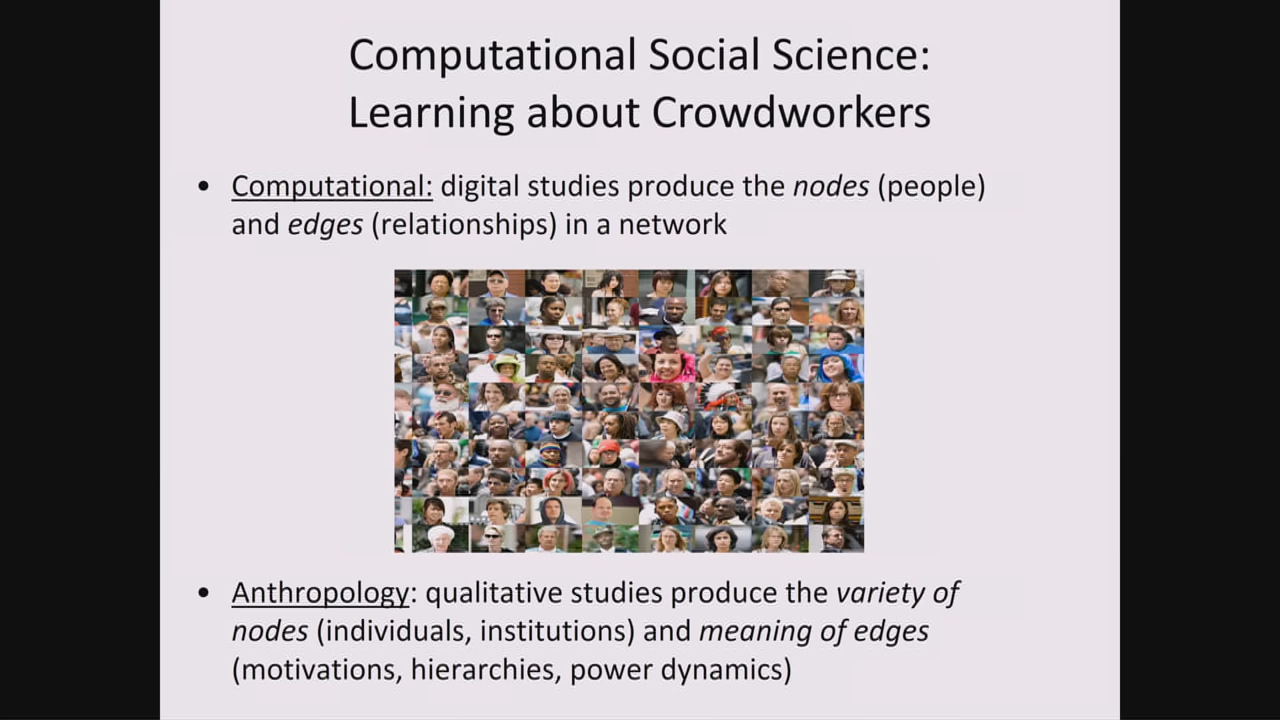 Computational Social Science:
Learning about Crowdworkers
• Computational: digital studies produce the nodes (people)
and edges (relationships) in a network
• Anthropology: qualitative studies produce the variety of
nodes (individuals, institutions) and meaning of edges
(motivations, hierarchies, power dynamics)